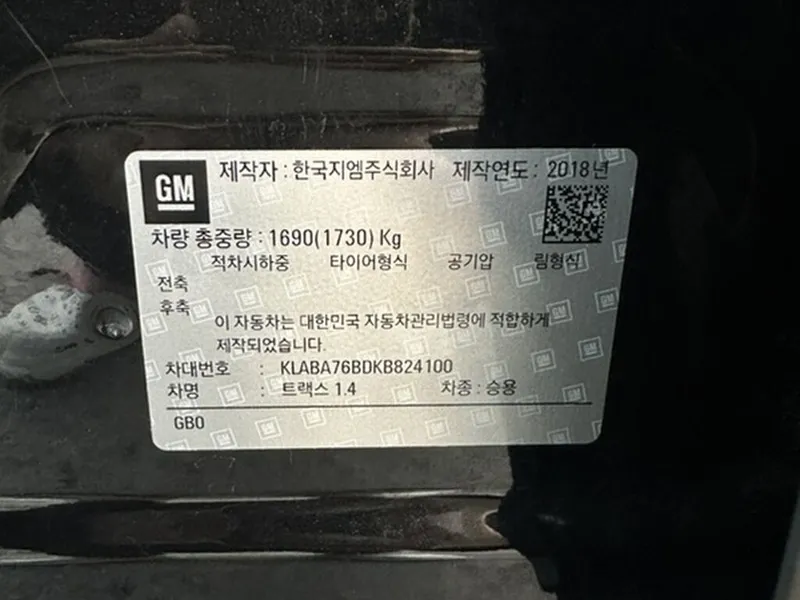 GM 제작자 : 한국지엠주식회사 제작연도 : 2018년
차량 총중량 : 1690(1730) Kg
적차시하중 타이어형식 공기압 림형식
전축
후축
이 자동차는 대한민국 자동차관리법령에 적합하게
제작되었습니다.
차대번호 : KLABA76BDKB824100
차명 : 트랙스 1.4 차종 : 승용
GB0